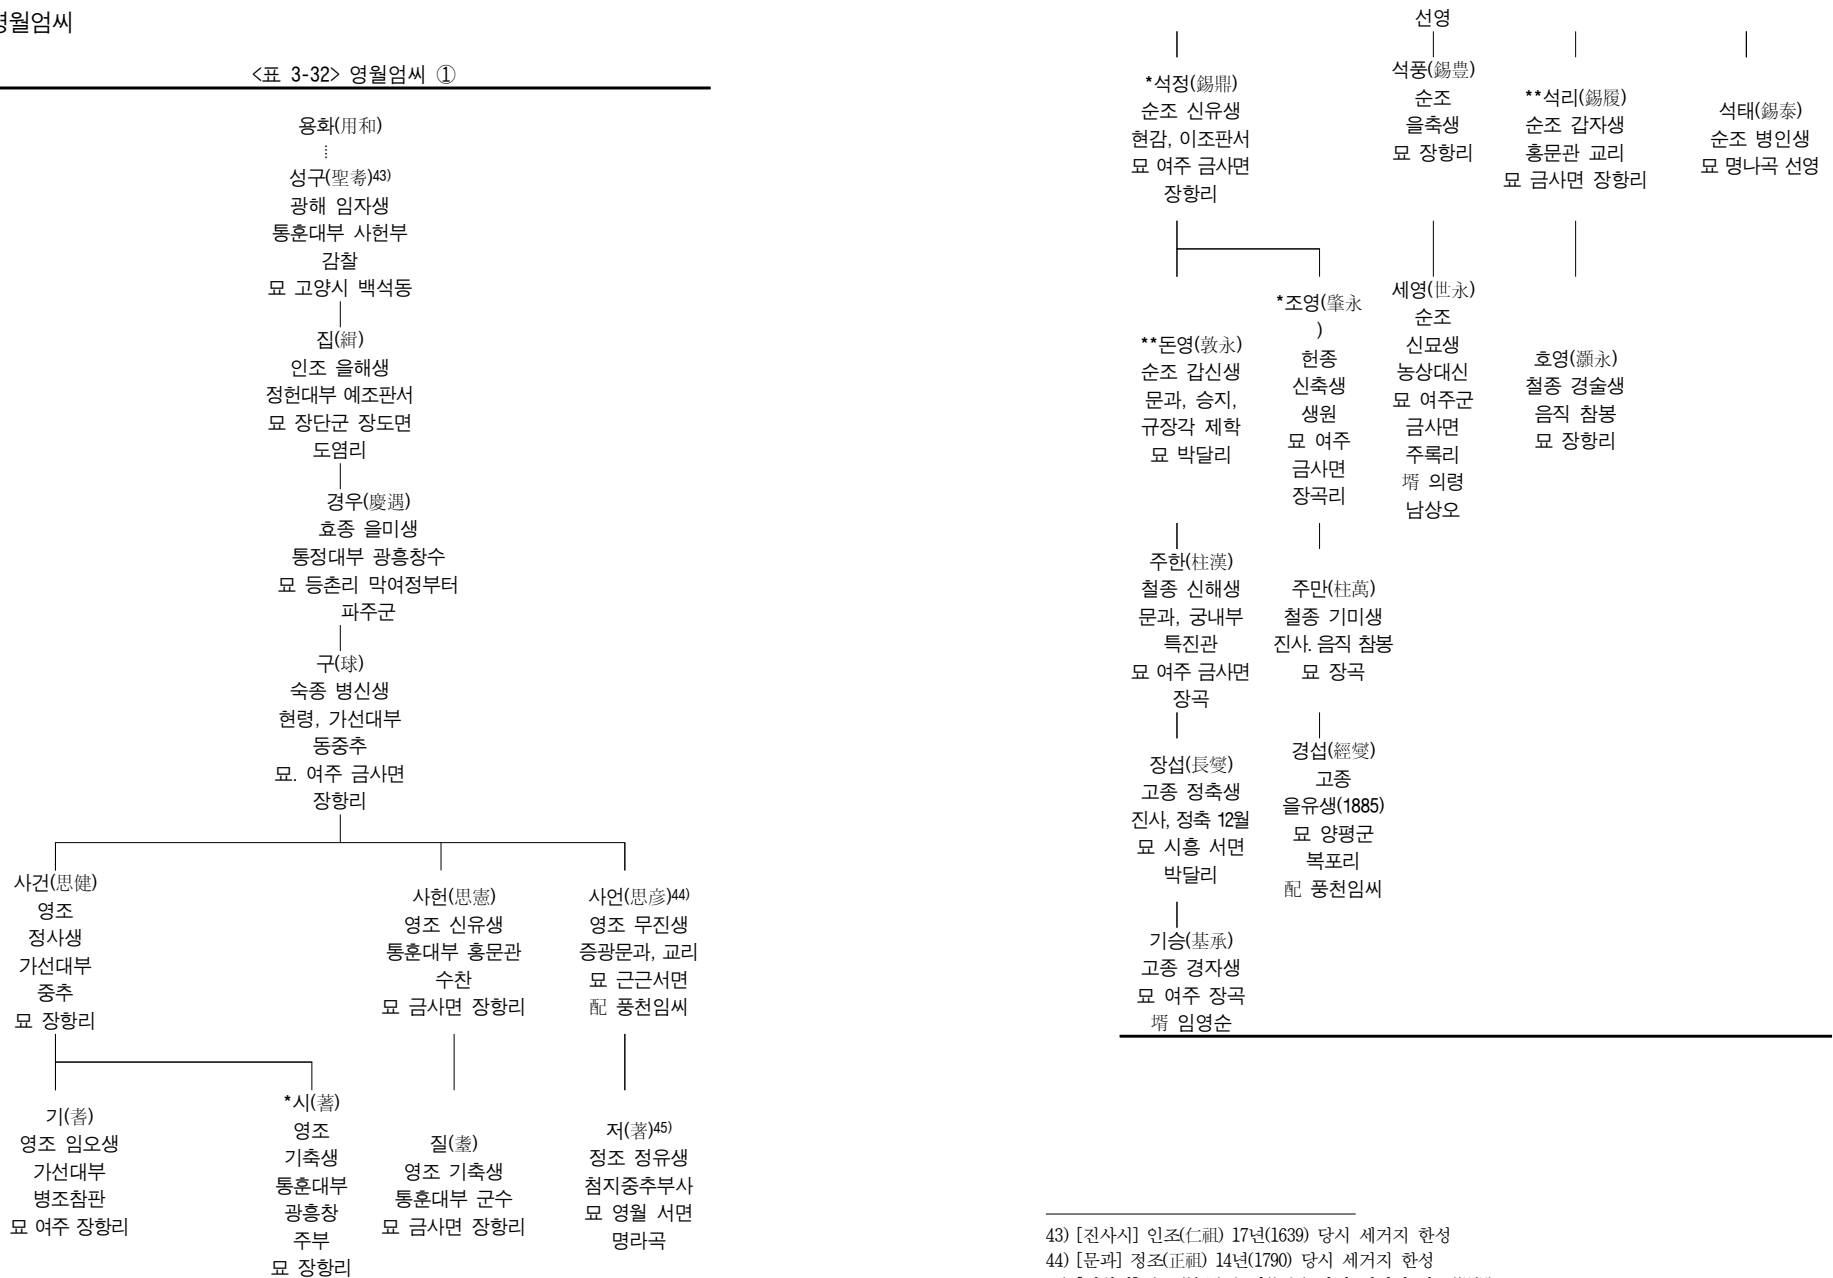 영월엄씨
<표 3-32> 영월엄씨 ①
용화(用和)
성구(聖耉)43)
광해 임자생
통훈대부 사헌부
감찰
묘 고양시 백석동
집(緝)
인조 을해생
정헌대부 예조판서
묘 장단군 장도면
도염리
경우(慶遇)
효종 을미생
통정대부 광흥창수
묘 등촌리 막여정부터
파주군
구(球)
숙종 병신생
현령, 가선대부
동중추
묘. 여주 금사면
장항리
사건(思健)
영조
정사생
가선대부
중추
묘 장항리
사헌(思憲)
영조 신유생
통훈대부 홍문관
수찬
묘 금사면 장항리
사언(思彦)44)
영조 무진생
증광문과, 교리
묘 근근서면
配 풍천임씨
기(耆)
영조 임오생
가선대부
병조참판
묘 여주 장항리
*시(蓍)
영조
기축생
통훈대부
광흥창
주부
묘 장항리
질(耋)
영조 기축생
통훈대부 군수
묘 금사면 장항리
저(著)45)
정조 정유생
첨지중추부사
묘 영월 서면
명라곡
선영
*석정(錫鼎)
순조 신유생
현감, 이조판서
묘 여주 금사면
장항리
석풍(錫豊)
순조
을축생
묘 장항리
**석리(錫履)
순조 갑자생
홍문관 교리
묘 금사면 장항리
석태(錫泰)
순조 병인생
묘 명나곡 선영
**돈영(敦永)
순조 갑신생
문과, 승지,
규장각 제학
묘 박달리
*조영(肇永
)
헌종
신축생
생원
묘 여주
금사면
장곡리
세영(世永)
순조
신묘생
농상대신
묘 여주군
금사면
주록리
壻 의령
남상오
호영(灝永)
철종 경술생
음직 참봉
묘 장항리
주한(柱漢)
철종 신해생
문과, 궁내부
특진관
묘 여주 금사면
장곡
주만(柱萬)
철종 기미생
진사. 음직 참봉
묘 장곡
장섭(長燮)
고종 정축생
진사, 정축 12월
묘 시흥 서면
박달리
경섭(經燮)
고종
을유생(1885)
묘 양평군
복포리
配 풍천임씨
기승(基承)
고종 경자생
묘 여주 장곡
壻 임영순
43) [진사시] 인조(仁祖) 17년(1639) 당시 세거지 한성
44) [문과] 정조(正祖) 14년(1790) 당시 세거지 한성